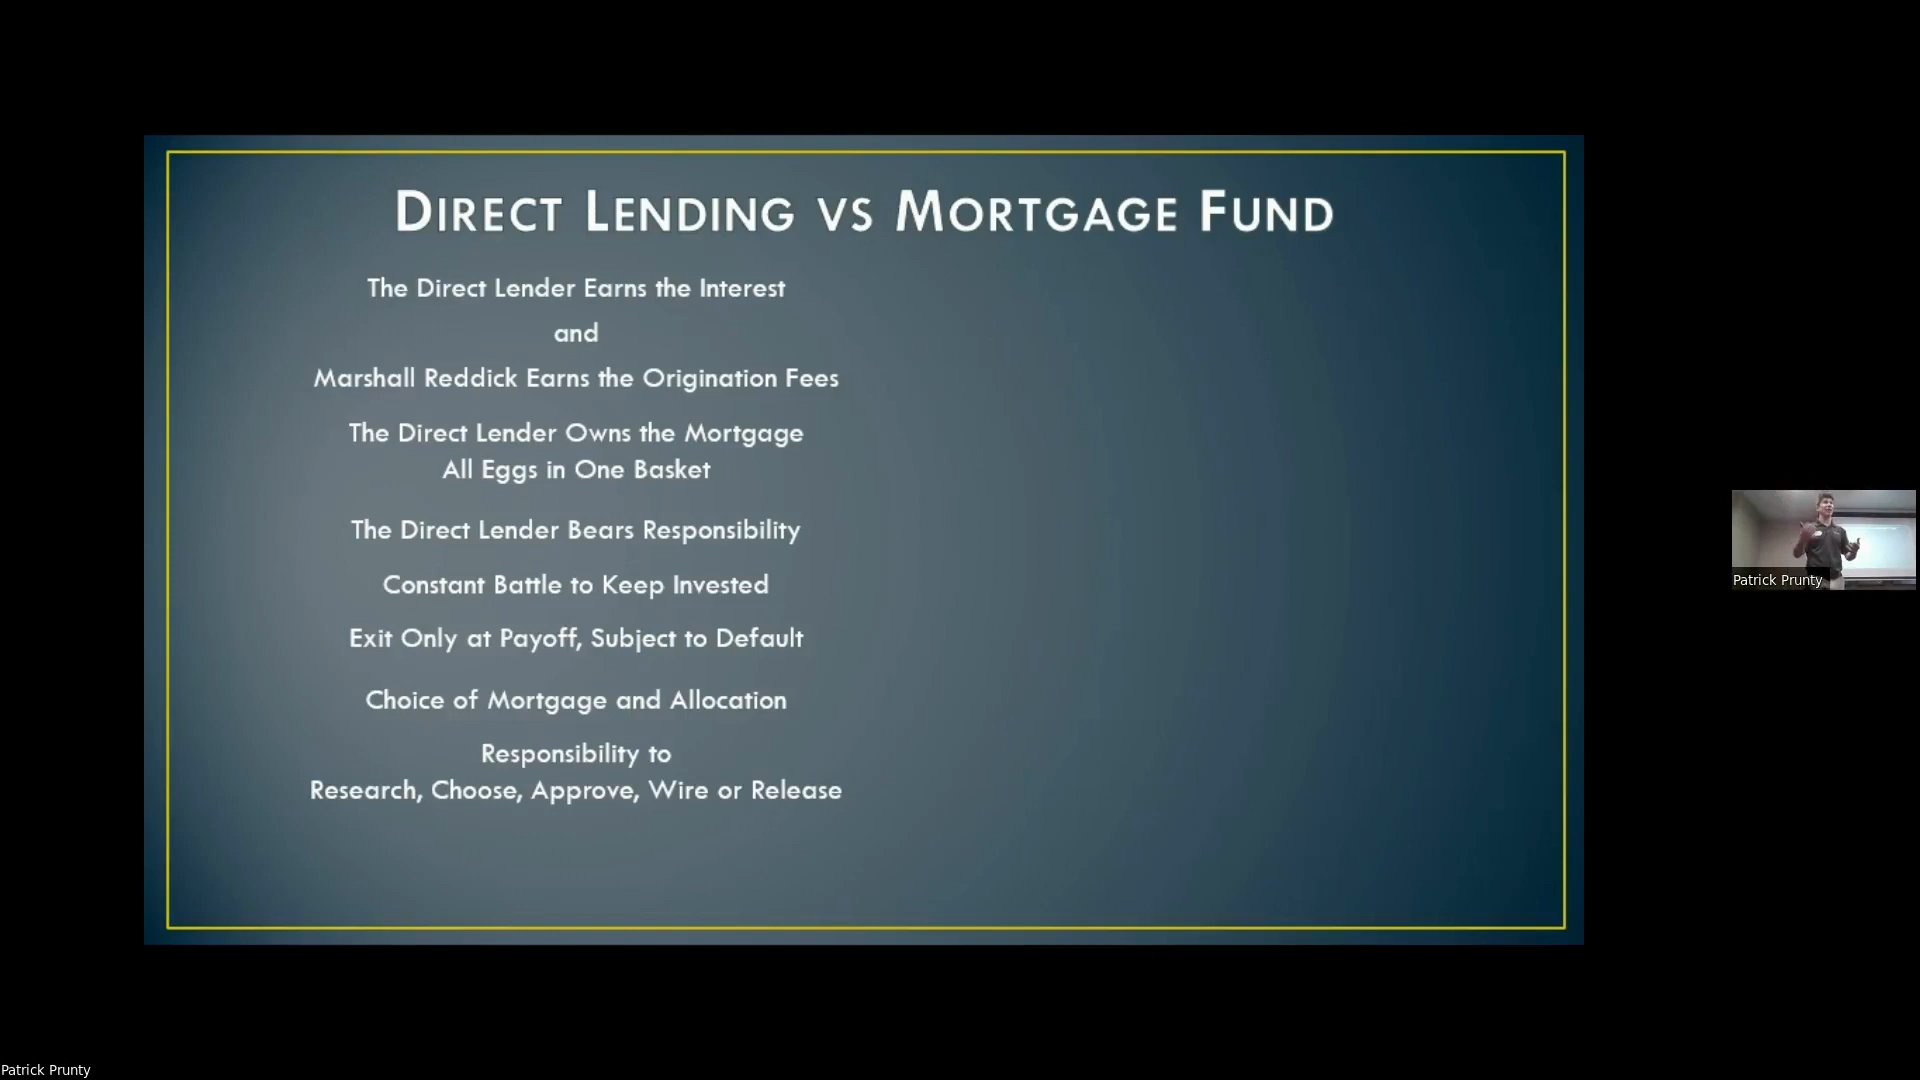 Direct Lending vs Mortgage Fund
The Direct Lender Earns the Interest
and
Marshall Reddick Earns the Origination Fees
The Direct Lender Owns the Mortgage
All Eggs in One Basket
The Direct Lender Bears Responsibility
Constant Battle to Keep Invested
Exit Only at Payoff, Subject to Default
Choice of Mortgage and Allocation
Responsibility to
Research, Choose, Approve, Wire or Release
Patrick Prunty
Patrick Prunty